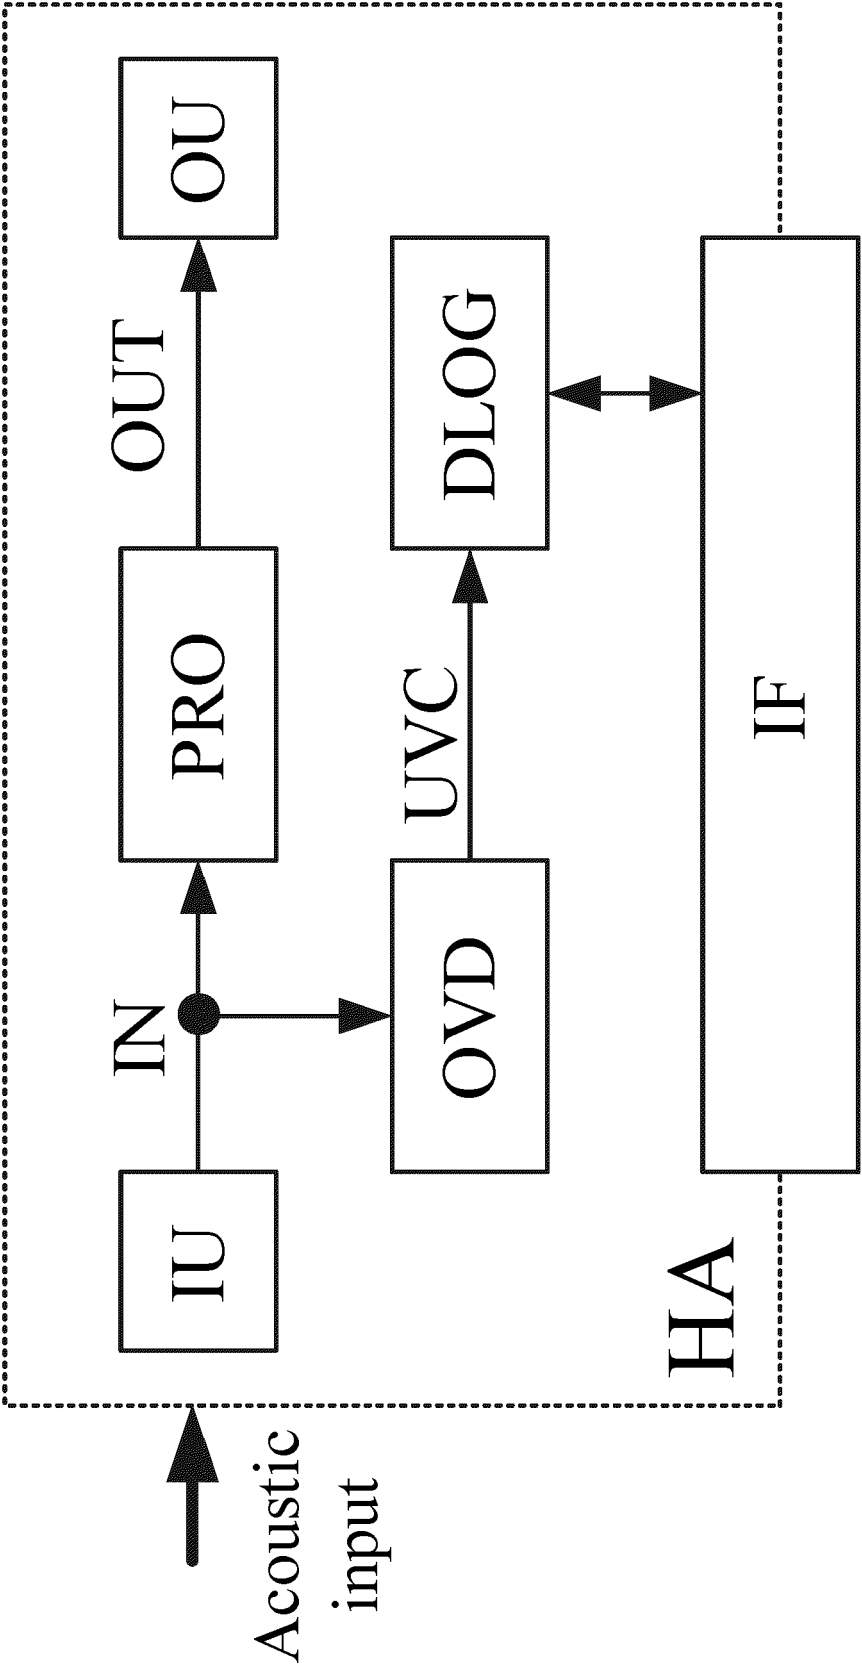 Acoustic
input
IU
IN
PRO
OUT
OU
OVD
UVC
DLOG
HA
IF